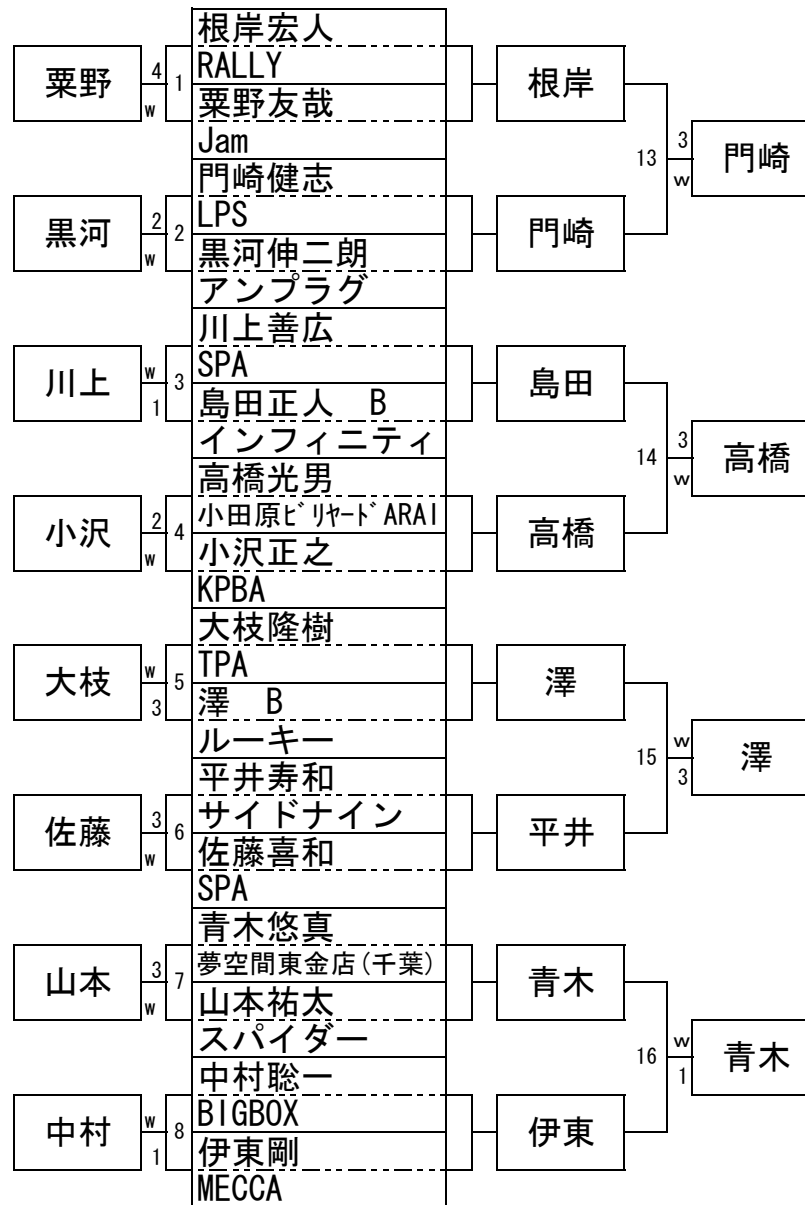 根岸宏人
粟野 4 1 RALLY 根岸
w 粟野友哉
Jam 13 3 門崎
門崎健志 w
黒河 2 2 LPS 門崎
w 黒河伸二朗
アンプラグ
川上善広
川上 w 3 SPA 島田
1 島田正人 B
インフィニティ 14 3 高橋
高橋光男 w
小沢 2 4 小田原ビリヤードARAI 高橋
w 小沢正之
KPBA
大枝隆樹
大枝 w 5 TPA 澤
3 澤 B
ルーキー 15 w 澤
平井寿和 3
佐藤 3 6 サイドナイン 平井
w 佐藤喜和
SPA
青木悠真
山本 3 7 夢空間東金店(千葉) 青木
w 山本祐太
スパイダー 16 w 青木
中村聡一 1
中村 w 8 BIGBOX 伊東
1 伊東剛
MECCA